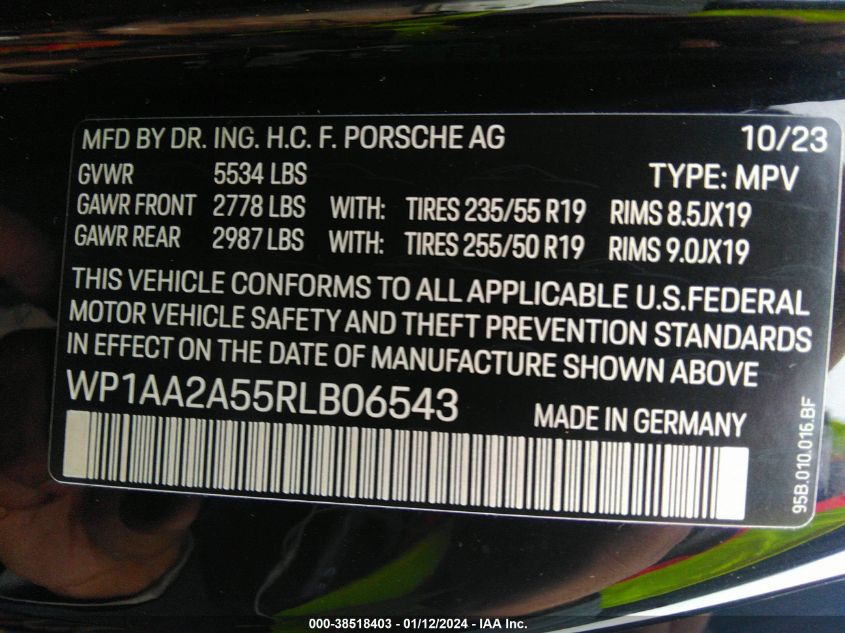 MFD BY DR. ING. H.C. F. PORSCHE AG 10/23
GVWR 5534 LBS TYPE: MPV
GAWR FRONT 2778 LBS WITH: TIRES 235/55 R19 RIMS 8.5JX19
GAWR REAR 2987 LBS WITH: TIRES 255/50 R19 RIMS 9.0JX19
THIS VEHICLE CONFORMS TO ALL APPLICABLE U.S.FEDERAL
MOTOR VEHICLE SAFETY AND THEFT PREVENTION STANDARDS
IN EFFECT ON THE DATE OF MANUFACTURE SHOWN ABOVE
WP1AA2A55RLB06543 MADE IN GERMANY
95B.010.016.BF
000-38518403 - 01/12/2024 - IAA Inc.